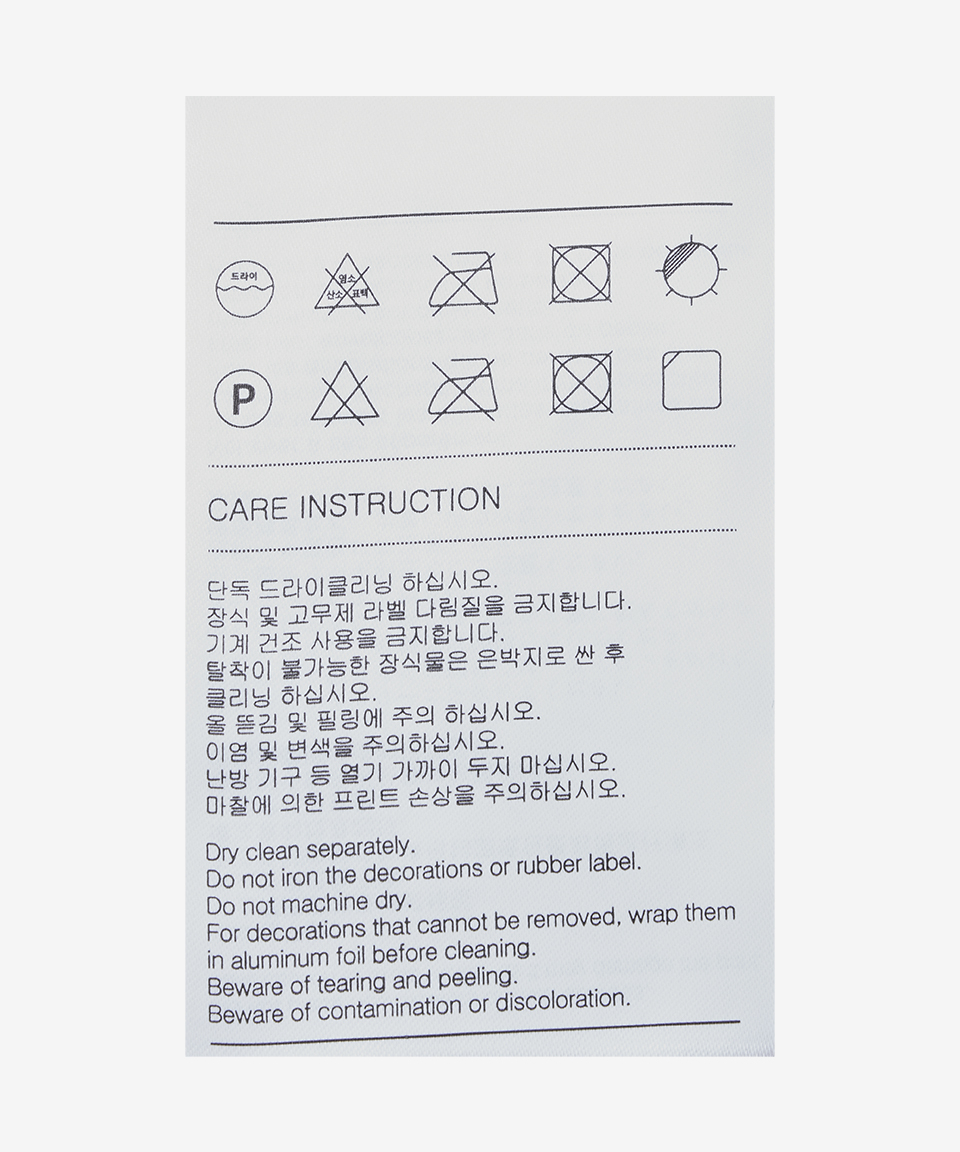 드라이
염소
산소 표백
P
CARE INSTRUCTION
단독 드라이클리닝 하십시오.
장식 및 고무제 라벨 다림질을 금지합니다.
기계 건조 사용을 금지합니다.
탈착이 불가능한 장식물은 은박지로 싼 후
클리닝 하십시오.
올 뜯김 및 필링에 주의 하십시오.
이염 및 변색을 주의하십시오.
난방 기구 등 열기 가까이 두지 마십시오.
마찰에 의한 프린트 손상을 주의하십시오.
Dry clean separately.
Do not iron the decorations or rubber label.
Do not machine dry.
For decorations that cannot be removed, wrap them
in aluminum foil before cleaning.
Beware of tearing and peeling.
Beware of contamination or discoloration.